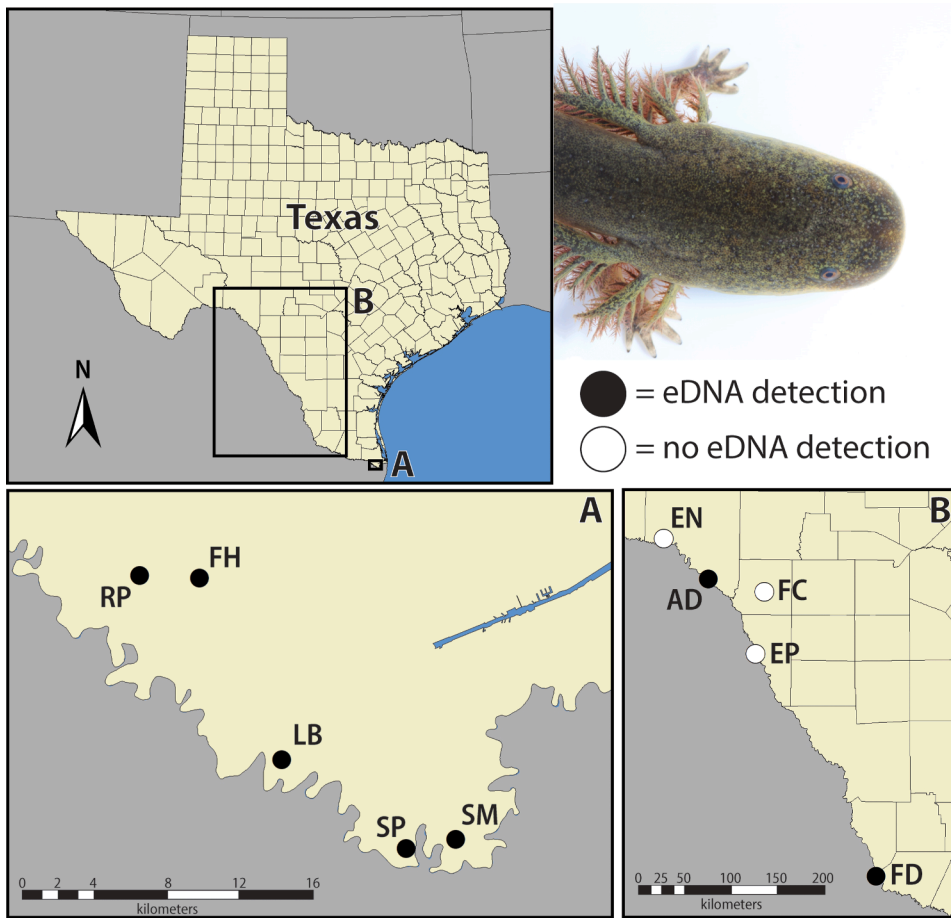 Texas
B
N
A
= eDNA detection
= no eDNA detection
A
RP
FH
LB
SP
SM
0 2 4 8 12 16
kilometers
B
EN
AD
FC
EP
FD
0 25 50 100 150 200
kilometers